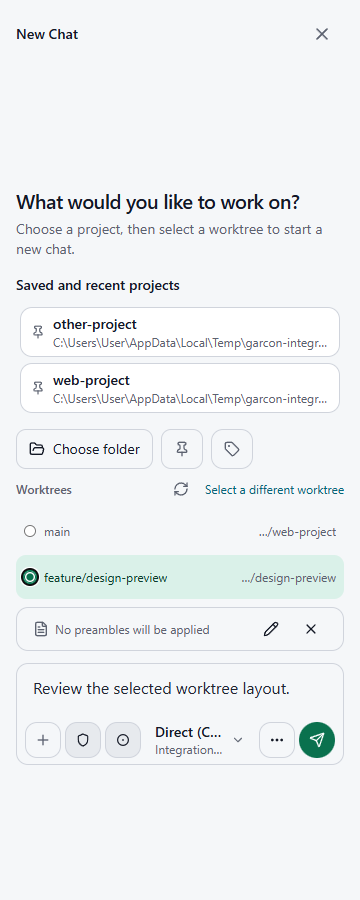 New Chat
What would you like to work on?
Choose a project, then select a worktree to start a
new chat.
Saved and recent projects
other-project
C:\Users\User\AppData\Local\Temp\garcon-integr...
web-project
C:\Users\User\AppData\Local\Temp\garcon-integr...
Choose folder
Worktrees Select a different worktree
main .../web-project
feature/design-preview .../design-preview
No preambles will be applied
Review the selected worktree layout.
Direct (C...
Integration...